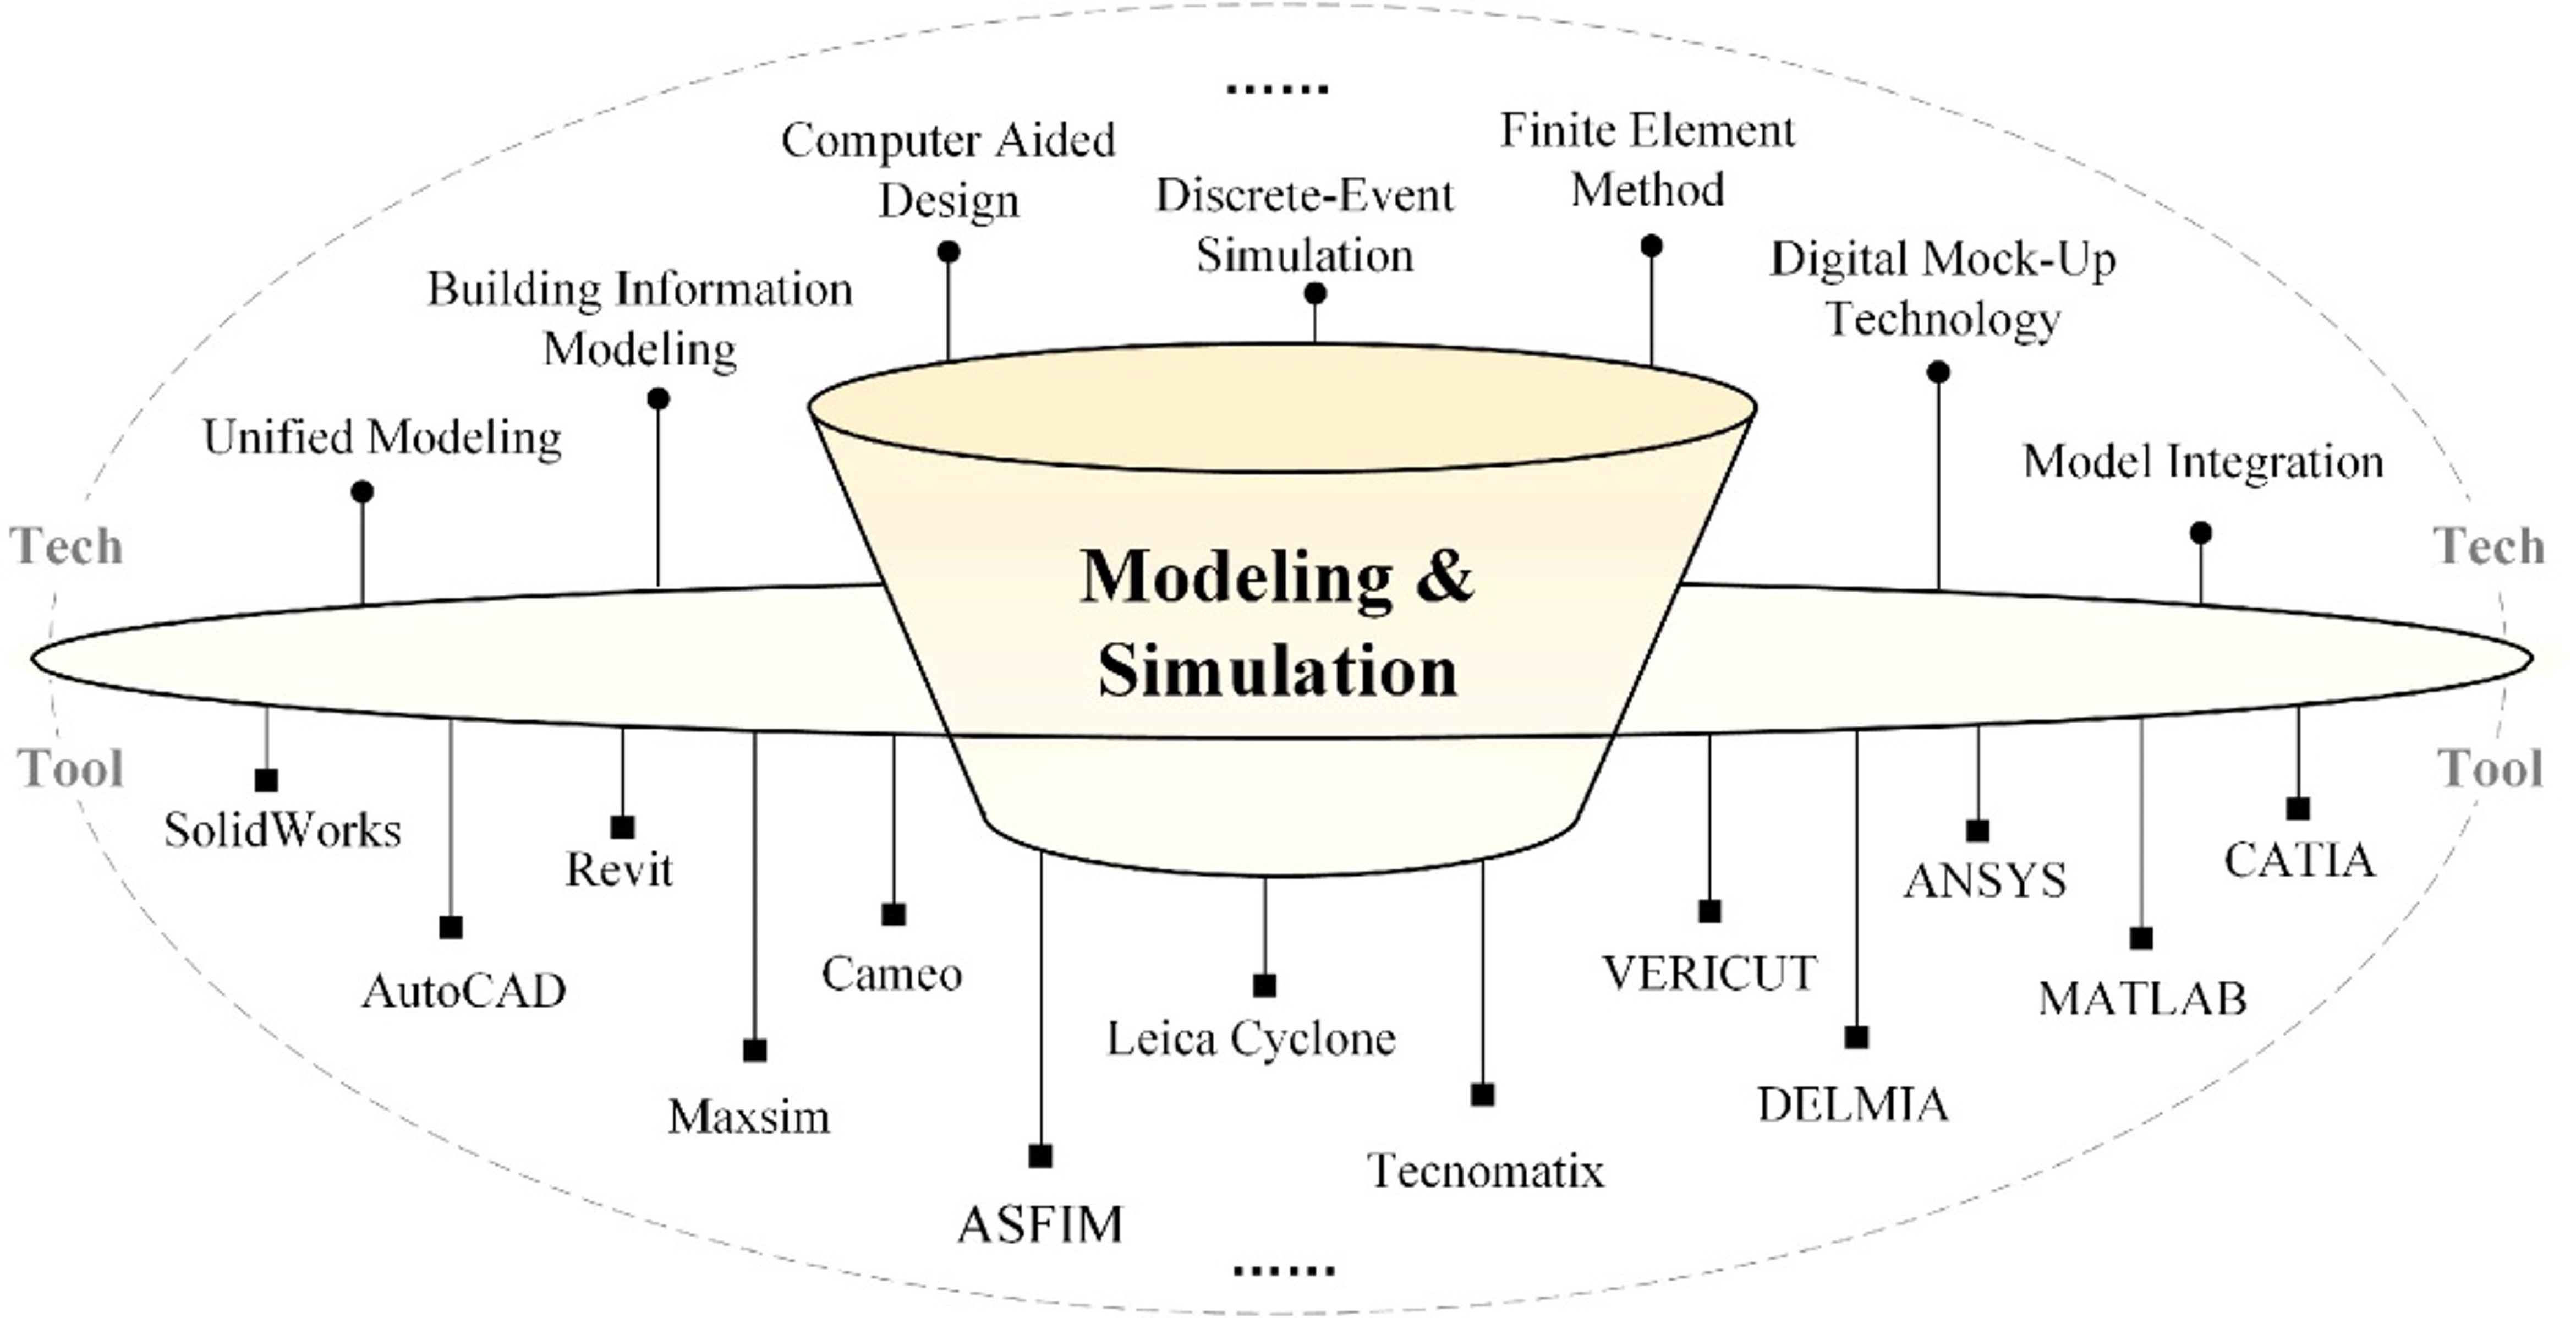 ......
Computer Aided
Design
Discrete-Event
Simulation
Finite Element
Method
Building Information
Modeling
Digital Mock-Up
Technology
Unified Modeling
Model Integration
Tech
Tech
Modeling &
Simulation
Tool
Tool
SolidWorks
AutoCAD
Revit
Maxsim
Cameo
ASFIM
Leica Cyclone
Tecnomatix
VERICUT
DELMIA
ANSYS
MATLAB
CATIA
......